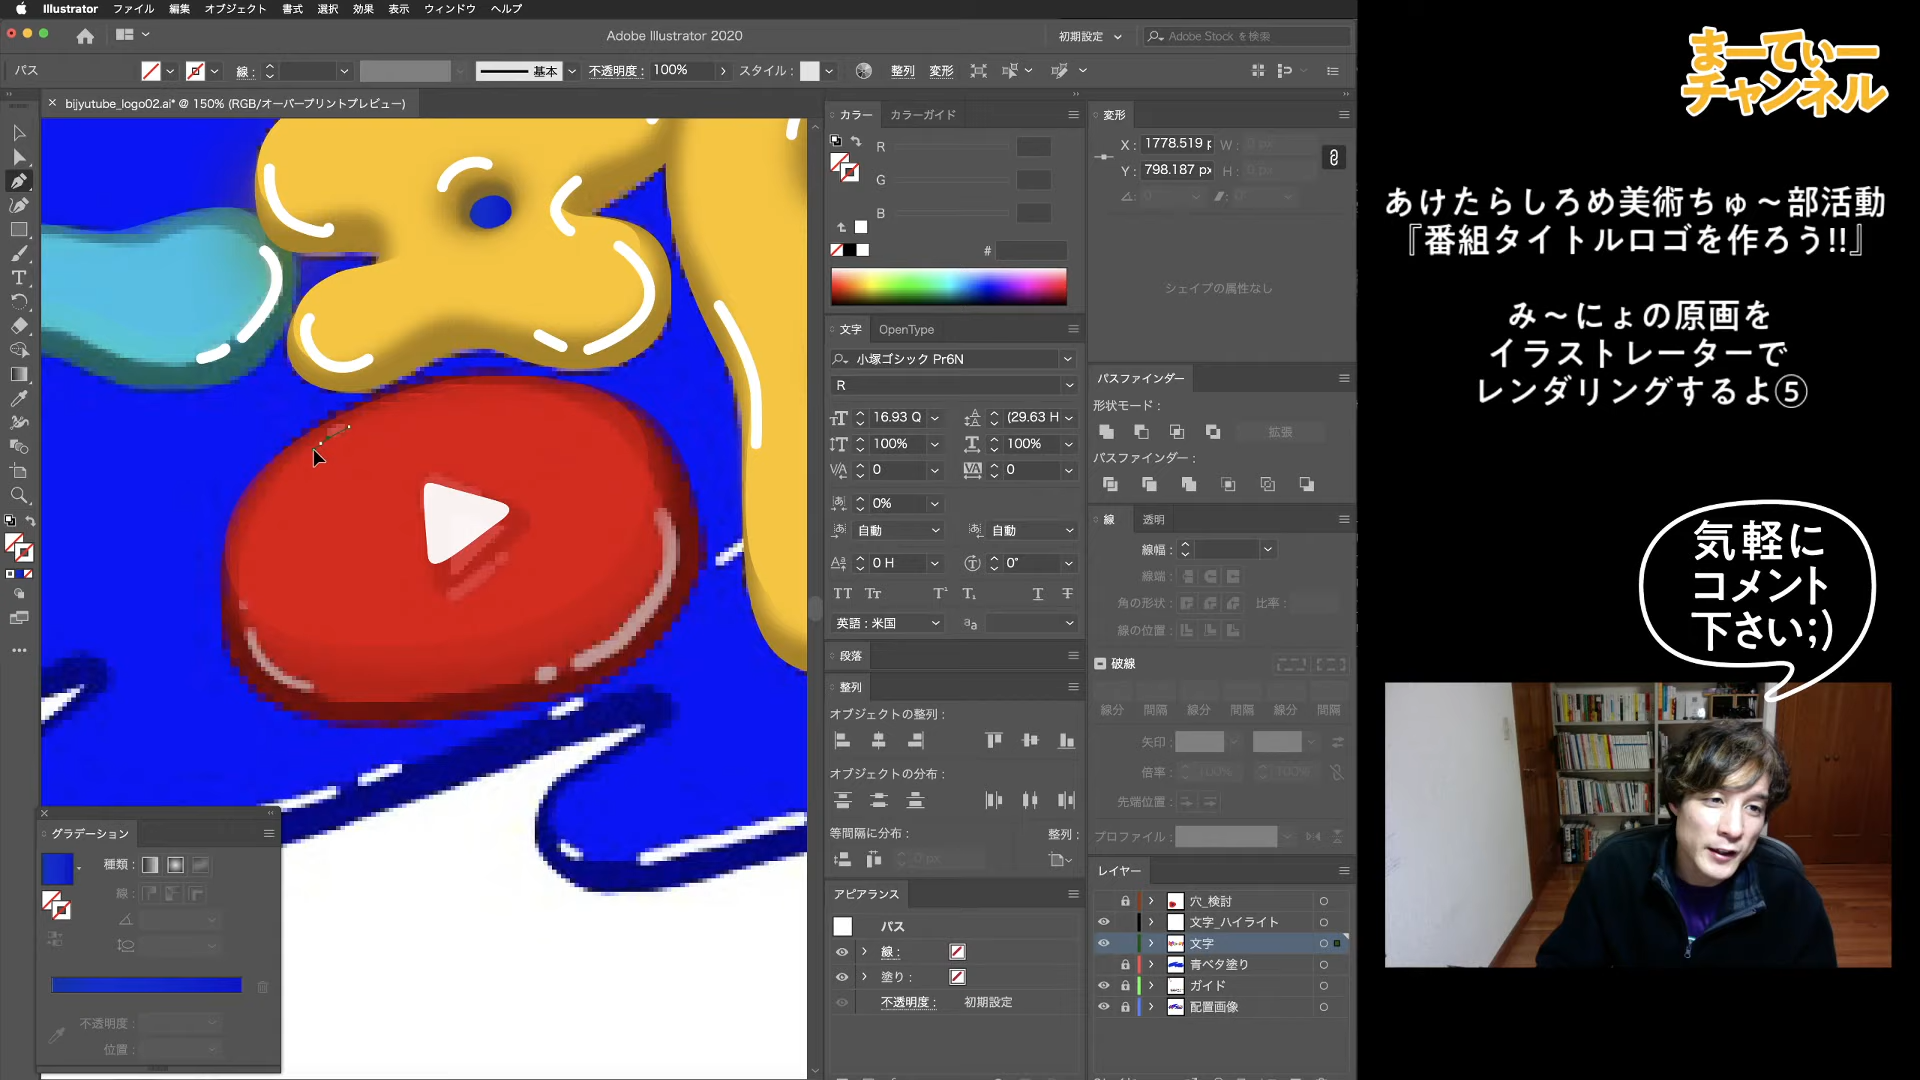 Illustrator ファイル 編集 オブジェクト 書式 選択 効果 表示 ウィンドウ ヘルプ
Adobe Illustrator 2020
初期設定
Adobe Stock を検索
パス
線 :
基本
不透明度 : 100%
スタイル :
整列
変形
bijyutube_logo02.ai* @ 150% (RGB/オーバープリントプレビュー)
カラー カラーガイド
R
G
B
#
文字 OpenType
小塚ゴシック Pr6N
R
16.93 Q (29.63 H
100% 100%
0 0
0%
自動 自動
0 H 0°
英語 : 米国
段落
整列
オブジェクトの整列 :
オブジェクトの分布 :
等間隔に分布 : 整列 :
0 px
アピアランス
パス
線 :
塗り :
不透明度 : 初期設定
変形
X : 1778.519 p W : 0 px
Y : 798.187 px H : 0 px
シェイプの属性なし
パスファインダー
形状モード :
拡張
パスファインダー :
線 透明
線幅 :
線端 :
角の形状 : 比率 :
線の位置 :
破線
線分 間隔 線分 間隔 線分 間隔
矢印 :
倍率 : 100% 100%
先端位置 :
プロファイル :
レイヤー
穴_検討
文字_ハイライト
文字
青ベタ塗り
ガイド
配置画像
グラデーション
種類 :
線 :
不透明度 :
位置 :
まーてぃー
チャンネル
あけたらしろめ美術ちゅ～部活動
『番組タイトルロゴを作ろう!!』
み～にょの原画を
イラストレーターで
レンダリングするよ⑤
気軽に
コメント
下さい;)